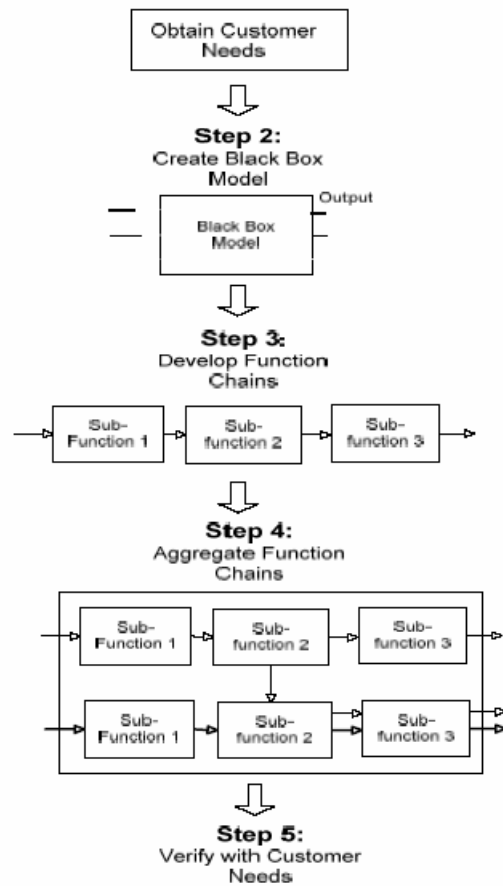 Obtain Customer
Needs
Step 2:
Create Black Box
Model
Output
Black Box
Model
Step 3:
Develop Function
Chains
Sub-
Function 1
Sub-
function 2
Sub-
function 3
Step 4:
Aggregate Function
Chains
Sub-
Function 1
Sub-
function 2
Sub-
function 3
Sub-
Function 1
Sub-
function 2
Sub-
function 3
Step 5:
Verify with Customer
Needs